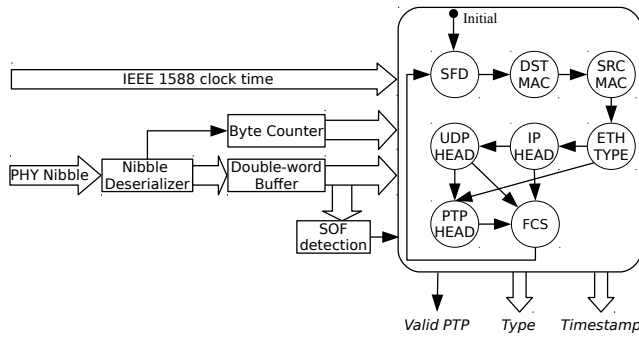 Initial
IEEE 1588 clock time
SFD
DST
MAC
SRC
MAC
Byte Counter
UDP
HEAD
IP
HEAD
ETH
TYPE
PHY Nibble
Nibble
Deserializer
Double-word
Buffer
PTP
HEAD
FCS
SOF
detection
Valid PTP
Type
Timestamp